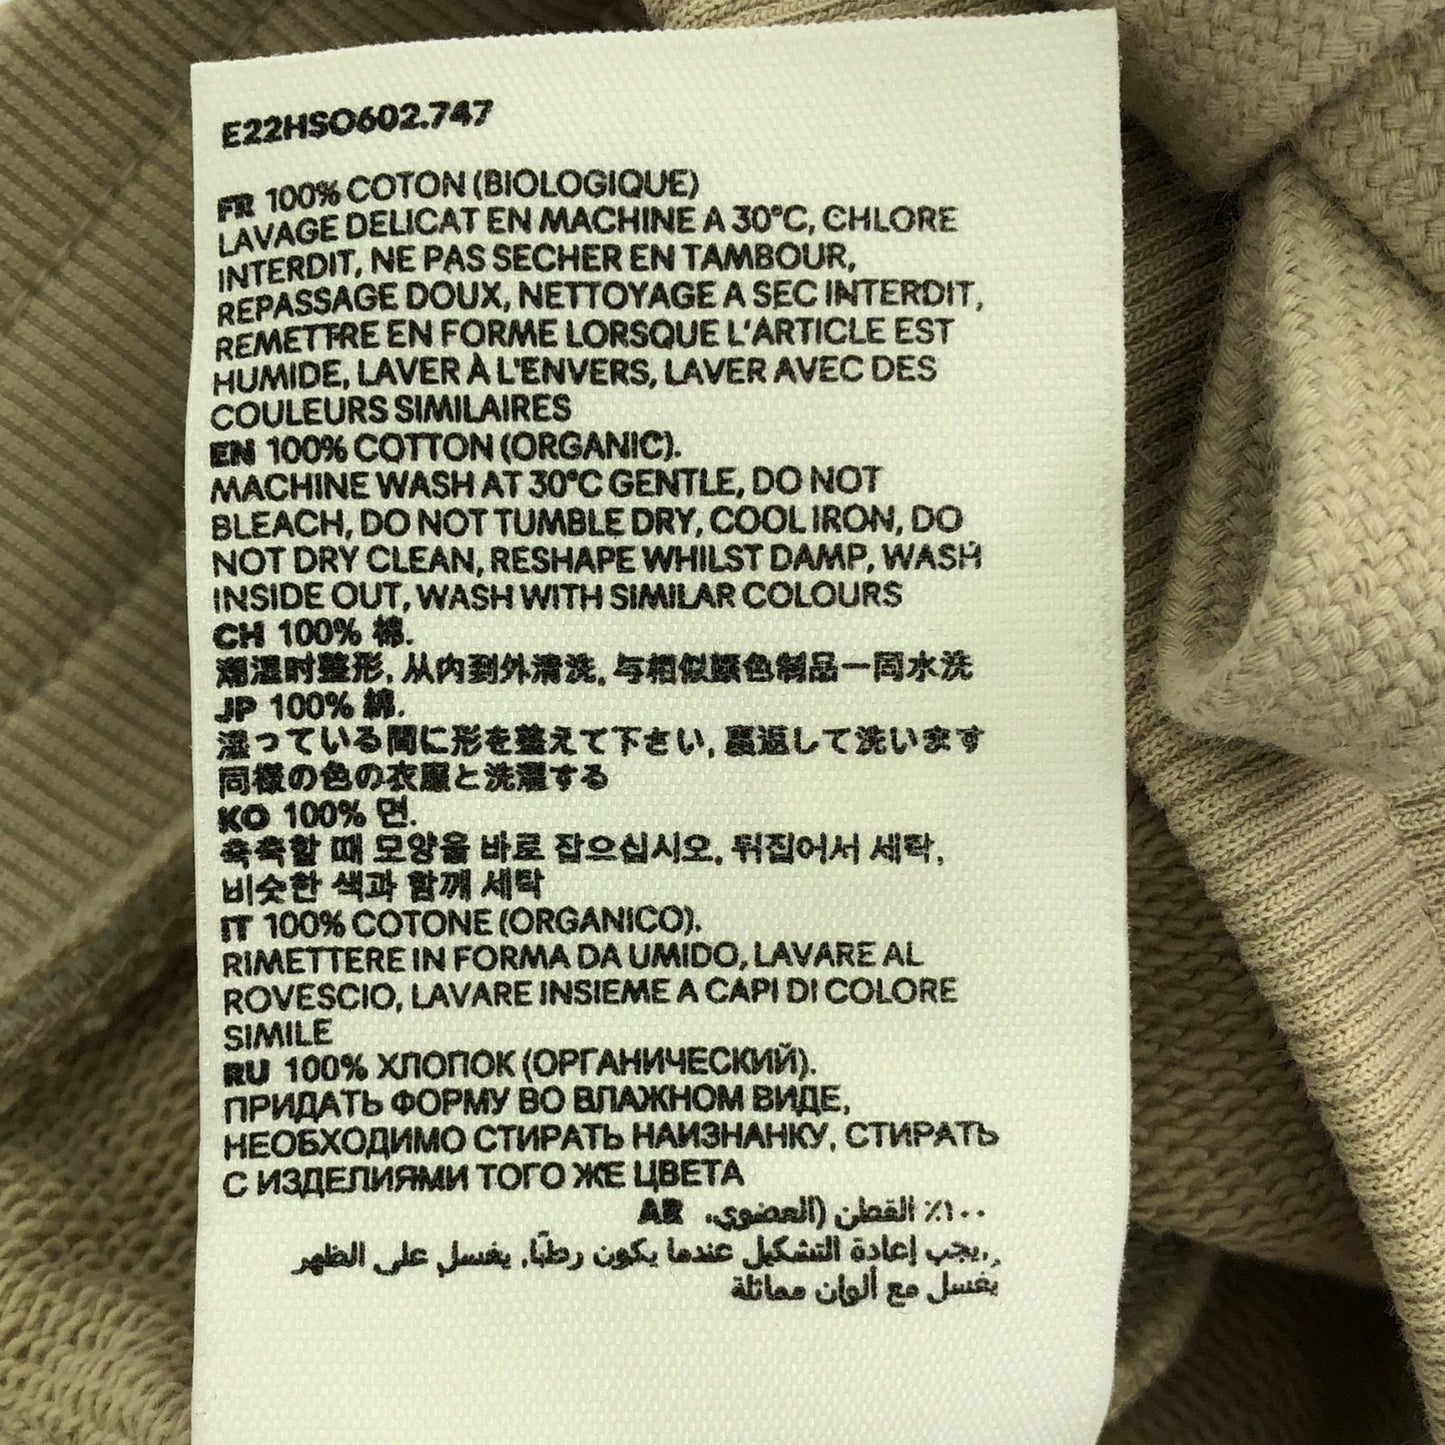 E22HSO602.747
FR 100% COTON (BIOLOGIQUE)
LAVAGE DELICAT EN MACHINE A 30°C, CHLORE
INTERDIT, NE PAS SECHER EN TAMBOUR,
REPASSAGE DOUX, NETTOYAGE A SEC INTERDIT,
REMETTRE EN FORME LORSQUE L'ARTICLE EST
HUMIDE, LAVER À L'ENVERS, LAVER AVEC DES
COULEURS SIMILAIRES
EN 100% COTTON (ORGANIC).
MACHINE WASH AT 30°C GENTLE, DO NOT
BLEACH, DO NOT TUMBLE DRY, COOL IRON, DO
NOT DRY CLEAN, RESHAPE WHILST DAMP, WASH
INSIDE OUT, WASH WITH SIMILAR COLOURS
CH 100% 棉.
潮湿时整形, 从内到外清洗, 与相似颜色制品一同水洗
JP 100% 綿.
湿っている間に形を整えて下さい, 裏返して洗います
同様の色の衣服と洗濯する
KO 100% 면.
축축할 때 모양을 바로 잡으십시오, 뒤집어서 세탁,
비슷한 색과 함께 세탁
IT 100% COTONE (ORGANICO).
RIMETTERE IN FORMA DA UMIDO, LAVARE AL
ROVESCIO, LAVARE INSIEME A CAPI DI COLORE
SIMILE
RU 100% ХЛОПОК (ОРГАНИЧЕСКИЙ).
ПРИДАТЬ ФОРМУ ВО ВЛАЖНОМ ВИДЕ,
НЕОБХОДИМО СТИРАТЬ НАИЗНАНКУ, СТИРАТЬ
С ИЗДЕЛИЯМИ ТОГО ЖЕ ЦВЕТА
١٠٠٪ القطن (العضوي. AR
يجب إعادة التشكيل عندما يكون رطبًا, يغسل على الظهر,
يغسل مع ألوان مماثلة